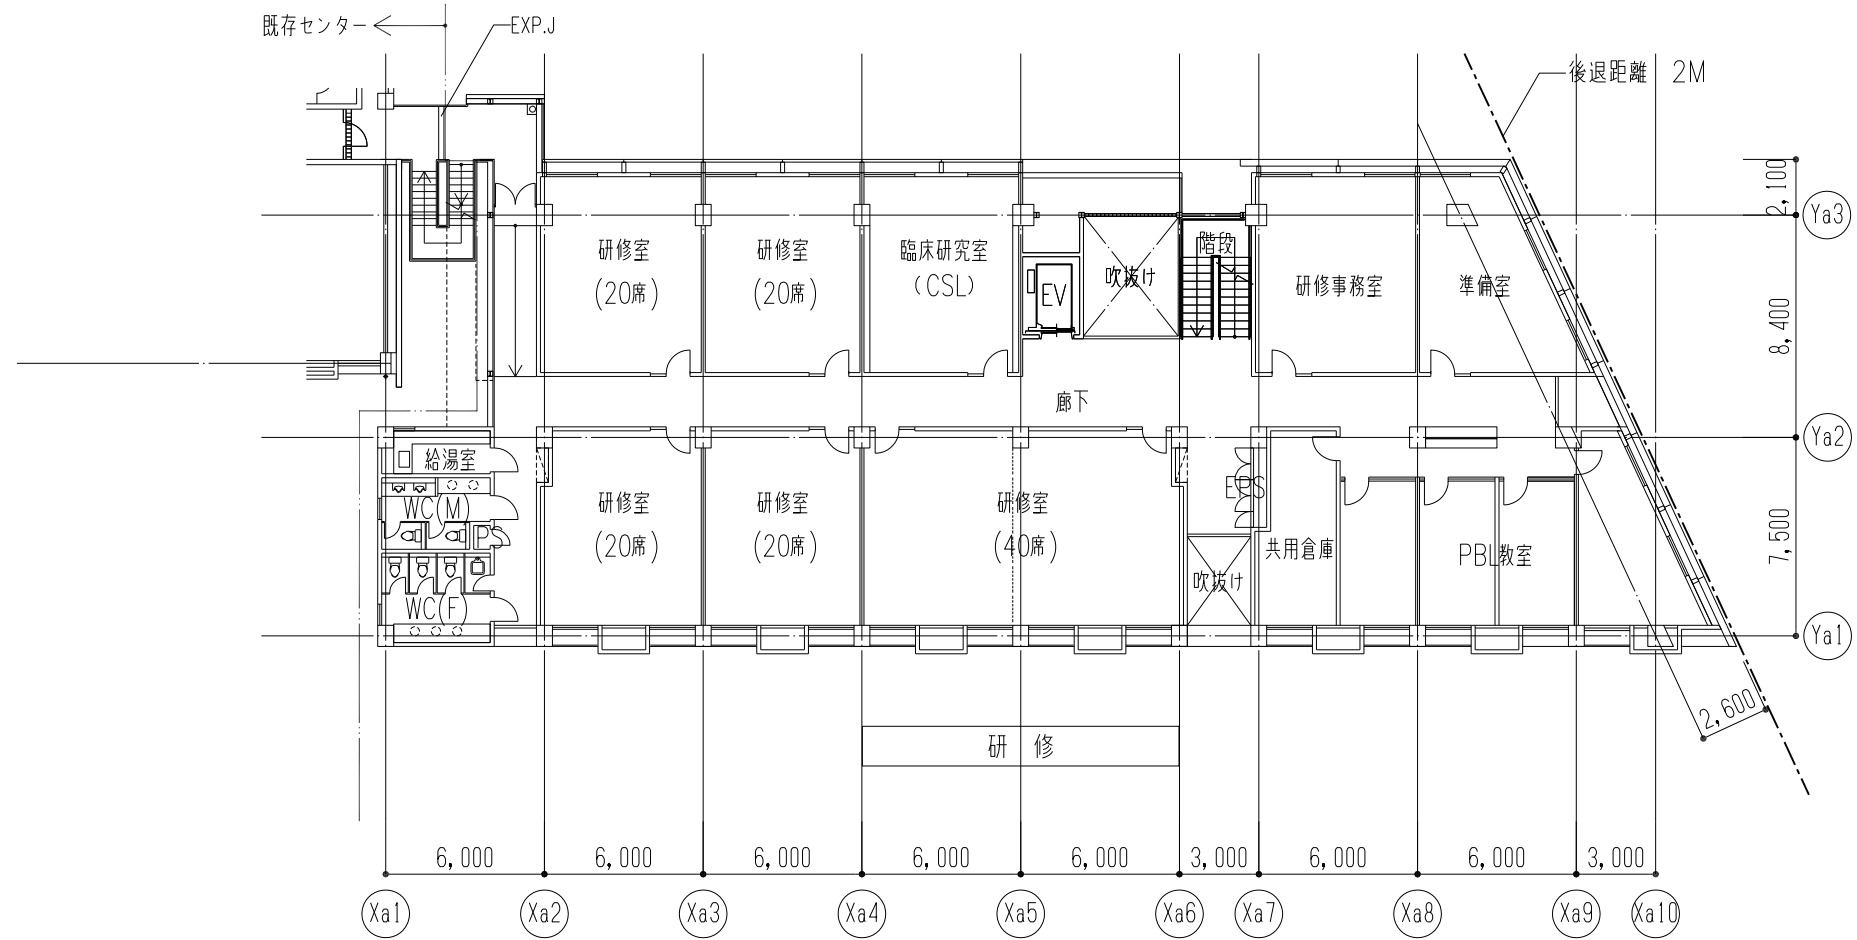 既存センター
EXP.J
後退距離 2M
2,100
Ya3
階段
研修室
(20席)
研修室
(20席)
臨床研究室
(CSL)
EV
吹抜け
研修事務室
準備室
8,400
廊下
Ya2
給湯室
WC(M)
PS
WC(F)
研修室
(20席)
研修室
(20席)
研修室
(40席)
EPS
吹抜け
共用倉庫
PBL教室
7,500
Ya1
2,600
研 修
6,000
6,000
6,000
6,000
6,000
3,000
6,000
6,000
3,000
Xa1
Xa2
Xa3
Xa4
Xa5
Xa6
Xa7
Xa8
Xa9
Xa10